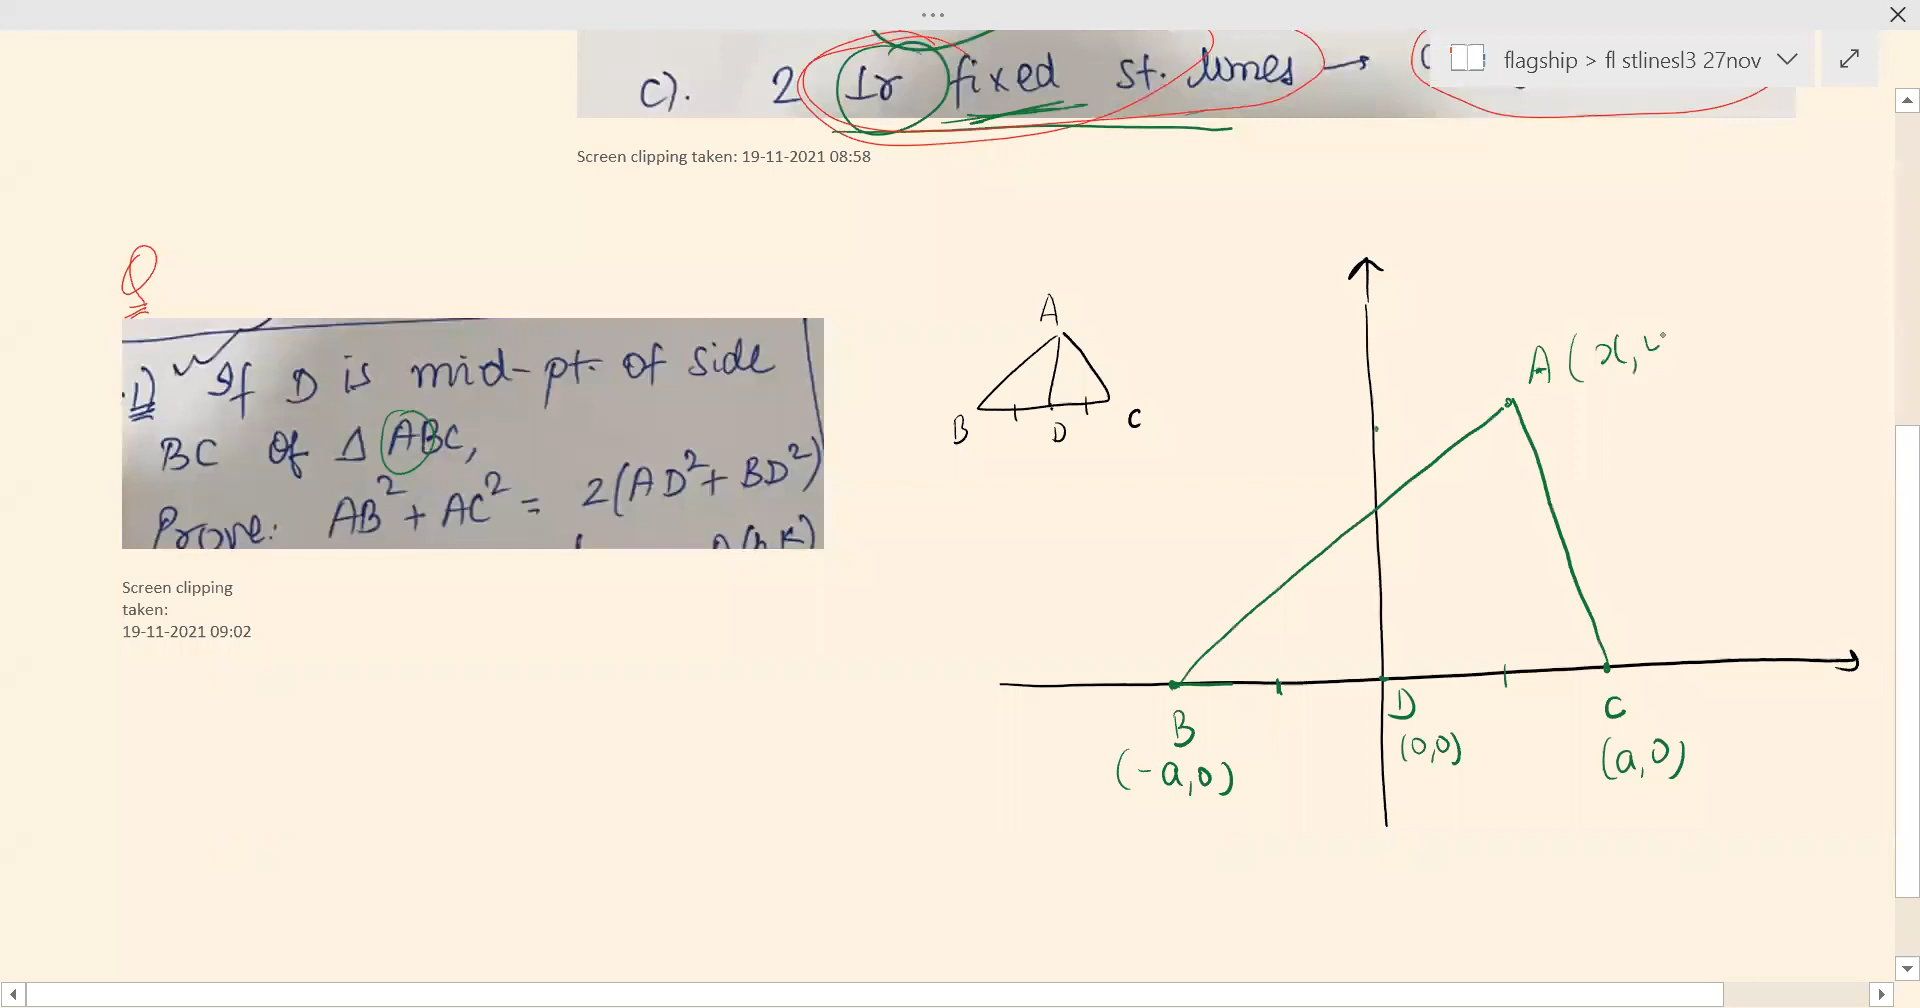 c). 2 ⊥r fixed st. lines →
flagship > fl stlinesl3 27nov
Screen clipping taken: 19-11-2021 08:58
Q
1) If D is mid-pt. of side
BC of Δ ABC,
Prove: AB² + AC² = 2(AD² + BD²)
Screen clipping
taken:
19-11-2021 09:02
A
B D C
A (x,
B D C
(-a,0) (0,0) (a,0)